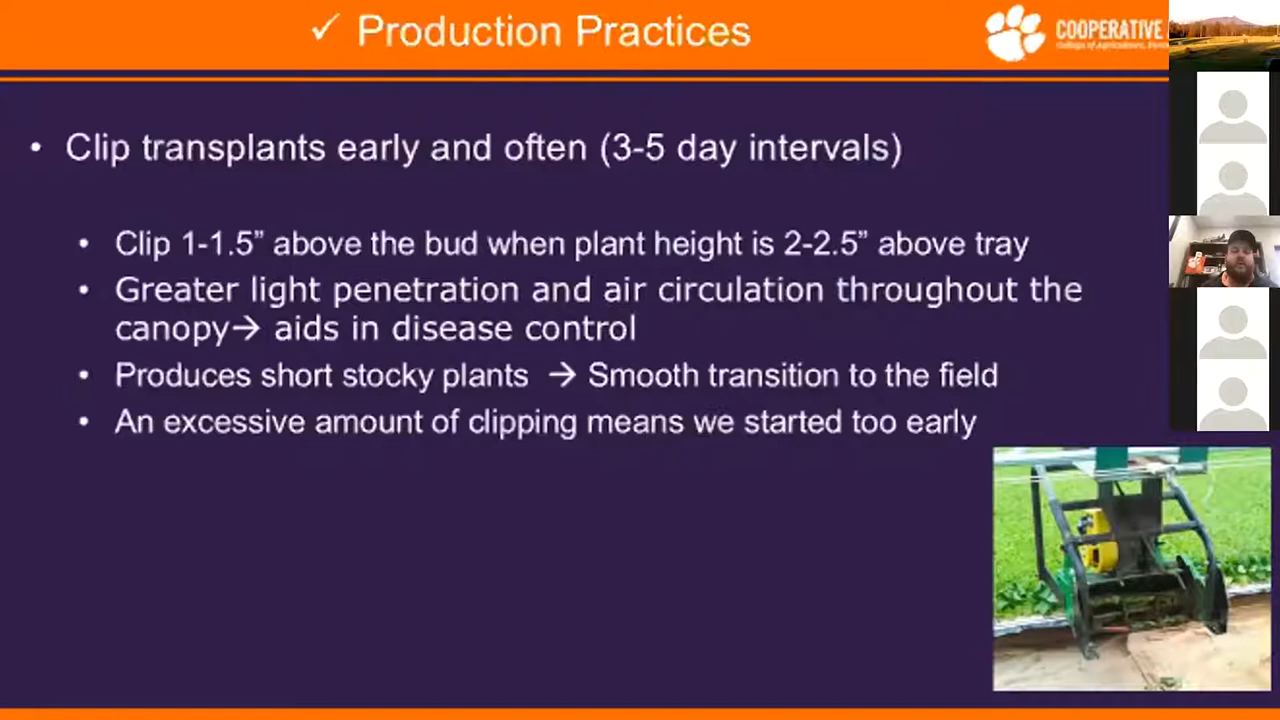 ✓ Production Practices
COOPERATIVE
College of Agriculture,
• Clip transplants early and often (3-5 day intervals)
• Clip 1-1.5” above the bud when plant height is 2-2.5” above tray
• Greater light penetration and air circulation throughout the
canopy→ aids in disease control
• Produces short stocky plants → Smooth transition to the field
• An excessive amount of clipping means we started too early